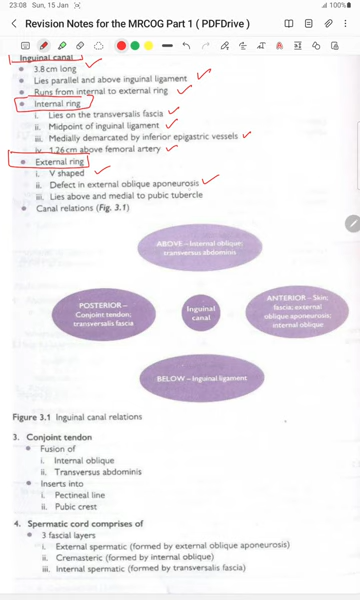 23:08 Sun, 15 Jan
100%
Revision Notes for the MRCOG Part 1 ( PDFDrive )
Inguinal canal
3.8 cm long
Lies parallel and above inguinal ligament
Runs from internal to external ring
Internal ring
i. Lies on the transversalis fascia
ii. Midpoint of inguinal ligament
iii. Medially demarcated by inferior epigastric vessels
iv. 1.26 cm above femoral artery
External ring
i. V shaped
ii. Defect in external oblique aponeurosis
iii. Lies above and medial to pubic tubercle
Canal relations (Fig. 3.1)
ABOVE – Internal oblique;
transversus abdominis
POSTERIOR –
Conjoint tendon;
transversalis fascia
Inguinal
canal
ANTERIOR – Skin;
fascia; external
oblique aponeurosis;
internal oblique
BELOW – Inguinal ligament
Figure 3.1 Inguinal canal relations
3. Conjoint tendon
Fusion of
i. Internal oblique
ii. Transversus abdominis
Inserts into
i. Pectineal line
ii. Pubic crest
4. Spermatic cord comprises of
3 fascial layers
i. External spermatic (formed by external oblique aponeurosis)
ii. Cremasteric (formed by internal oblique)
iii. Internal spermatic (formed by transversalis fascia)